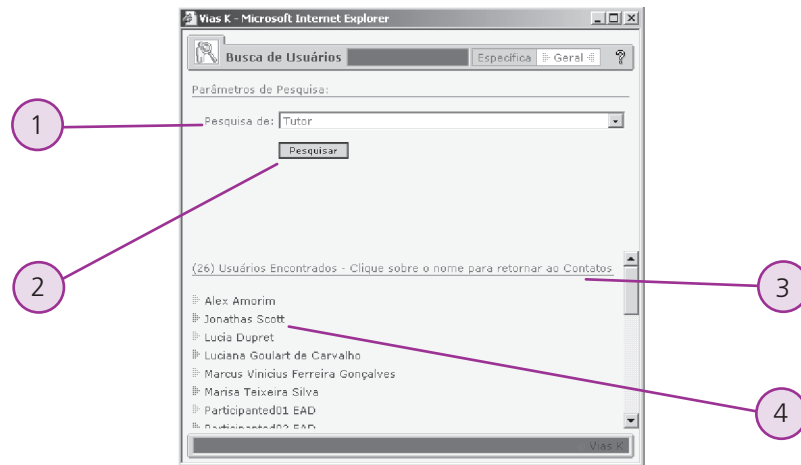 Vias K - Microsoft Internet Explorer
Busca de Usuários Específica Geral ?
Parâmetros de Pesquisa:
1
Pesquisa de: Tutor
Pesquisar
2
(26) Usuários Encontrados - Clique sobre o nome para retornar ao Contatos
3
Alex Amorim
Jonathas Scott
Lucia Dupret
Luciana Goulart de Carvalho
Marcus Vinicius Ferreira Gonçalves
Marisa Teixeira Silva
4
Participanted01 EAD
Vias K